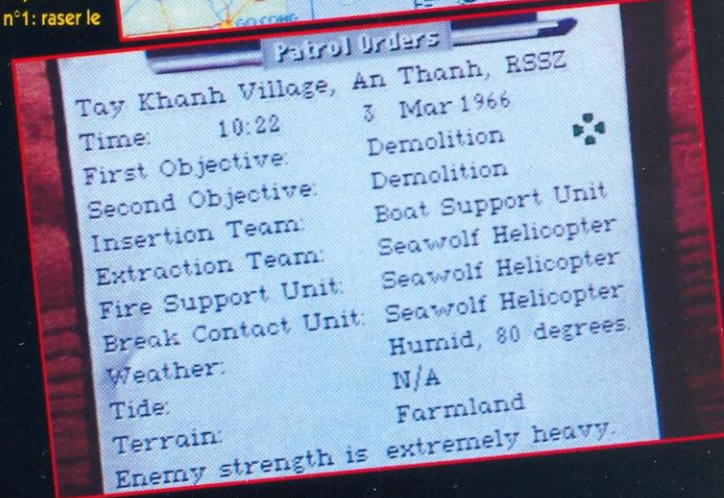 n°1: raser le
GO CONG
Patrol Orders
Tay Khanh Village, An Thanh, RSSZ
Time: 10:22 3 Mar 1966
First Objective: Demolition
Second Objective: Demolition
Insertion Team: Boat Support Unit
Extraction Team: Seawolf Helicopter
Fire Support Unit: Seawolf Helicopter
Break Contact Unit: Seawolf Helicopter
Weather: Humid, 80 degrees.
Tide: N/A
Terrain: Farmland
Enemy strength is extremely heavy.